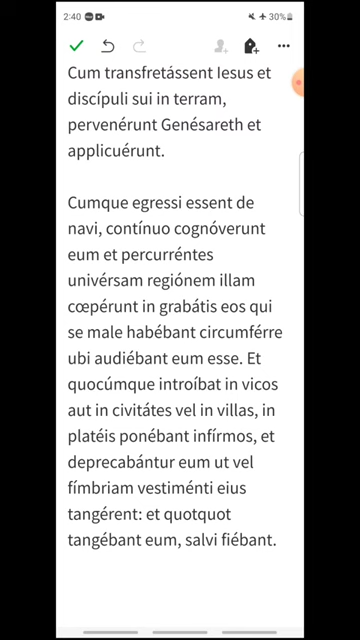 2:40
30%
Cum transfretássent Iesus et
discípuli sui in terram,
pervenérunt Genésareth et
applicuérunt.
Cumque egressi essent de
navi, contínuo cognóverunt
eum et percurréntes
univérsam regiónem illam
cœpérunt in grabátis eos qui
se male habébant circumférre
ubi audiébant eum esse. Et
quocúmque introíbat in vicos
aut in civitátes vel in villas, in
platéis ponébant infírmos, et
deprecabántur eum ut vel
fímbriam vestiménti eius
tangérent: et quotquot
tangébant eum, salvi fiébant.